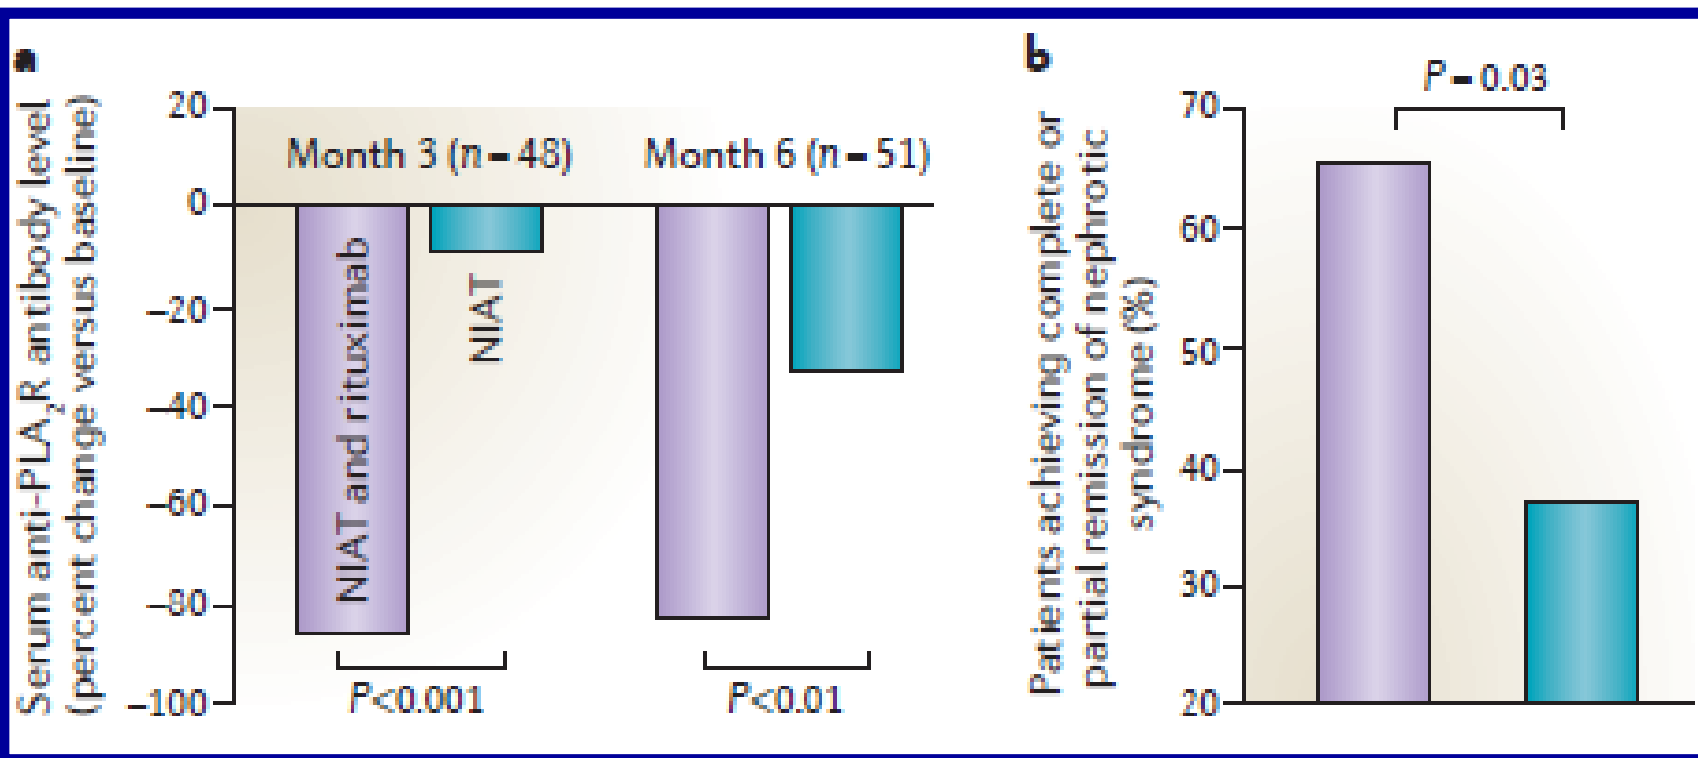 a
Serum anti-PLA₂R antibody level
(percent change versus baseline)
20
0
–20
–40
–60
–80
–100
Month 3 (n = 48)
Month 6 (n = 51)
NIAT and rituximab
NIAT
P<0.001
P<0.01
b
Patients achieving complete or
partial remission of nephrotic
syndrome (%)
70
60
50
40
30
20
P = 0.03